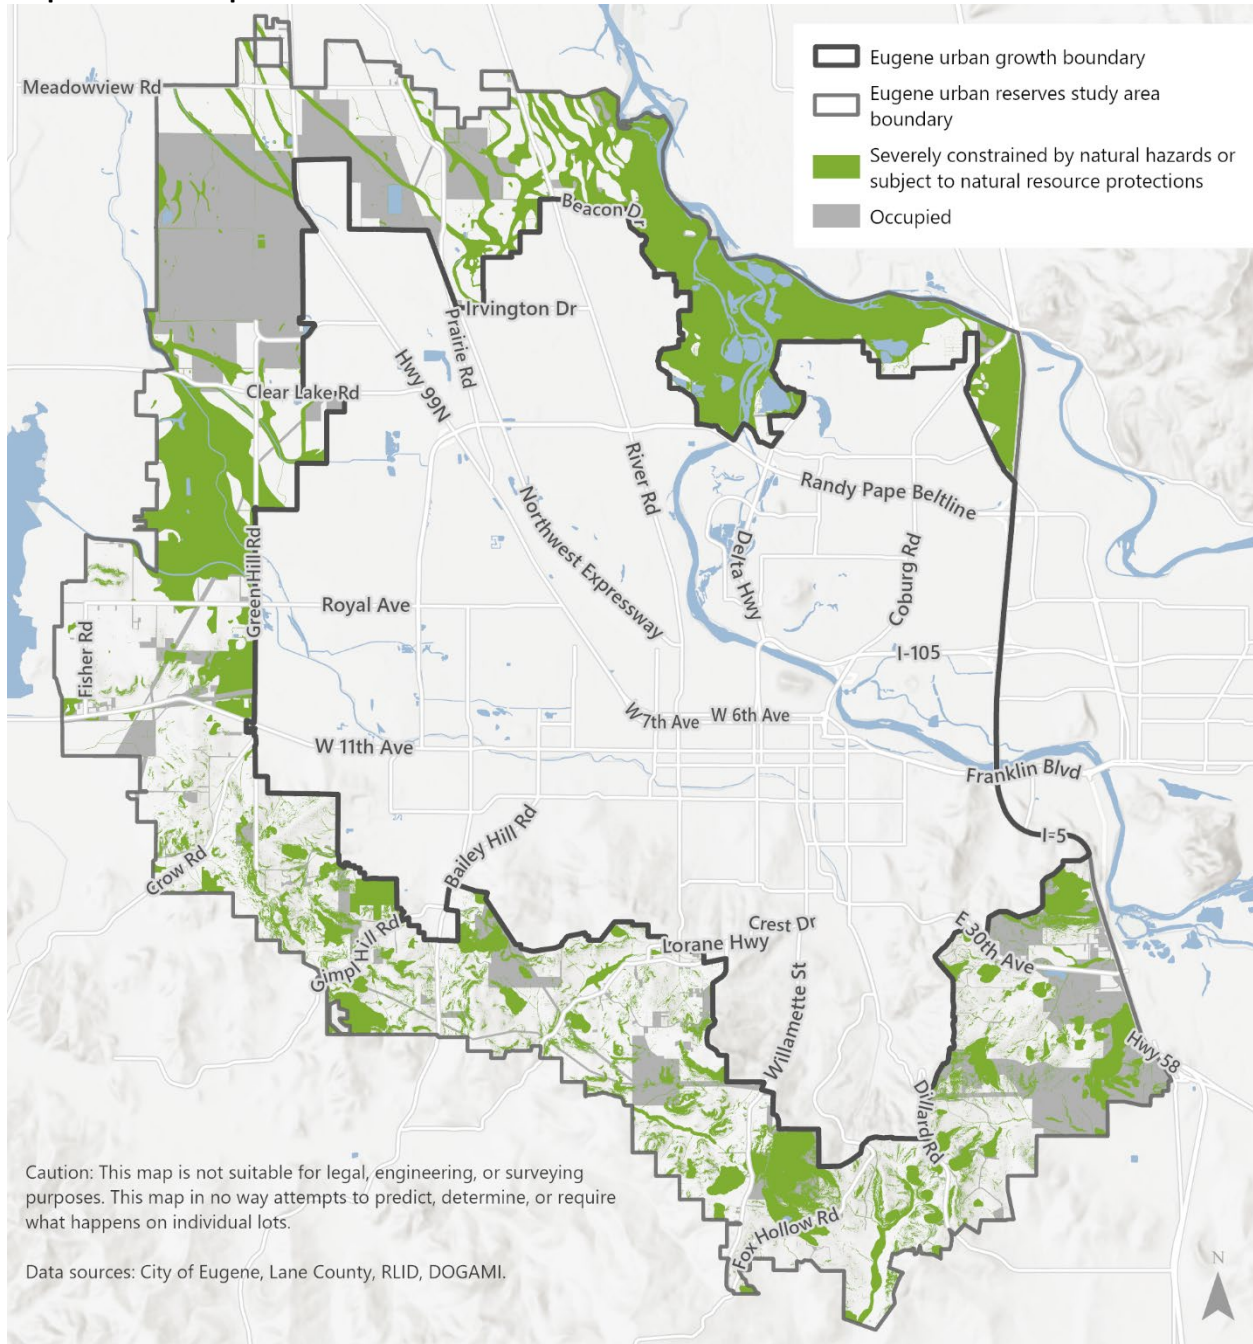 Eugene urban growth boundary
Eugene urban reserves study area
boundary
Severely constrained by natural hazards or
subject to natural resource protections
Occupied
Meadowview Rd
Beacon Dr
Irvington Dr
Prairie Rd
Hwy 99N
Clear Lake Rd
River Rd
Randy Pape Beltline
Northwest Expressway
Delta Hwy
Coburg Rd
Green Hill Rd
Royal Ave
Fisher Rd
I-105
W 7th Ave
W 6th Ave
W 11th Ave
Franklin Blvd
I-5
Bailey Hill Rd
Crow Rd
Gimpl Hill Rd
Crest Dr
Lorane Hwy
E 30th Ave
Willamette St
Hwy 58
Dillard Rd
Fox Hollow Rd
Caution: This map is not suitable for legal, engineering, or surveying
purposes. This map in no way attempts to predict, determine, or require
what happens on individual lots.
Data sources: City of Eugene, Lane County, RLID, DOGAMI.
N